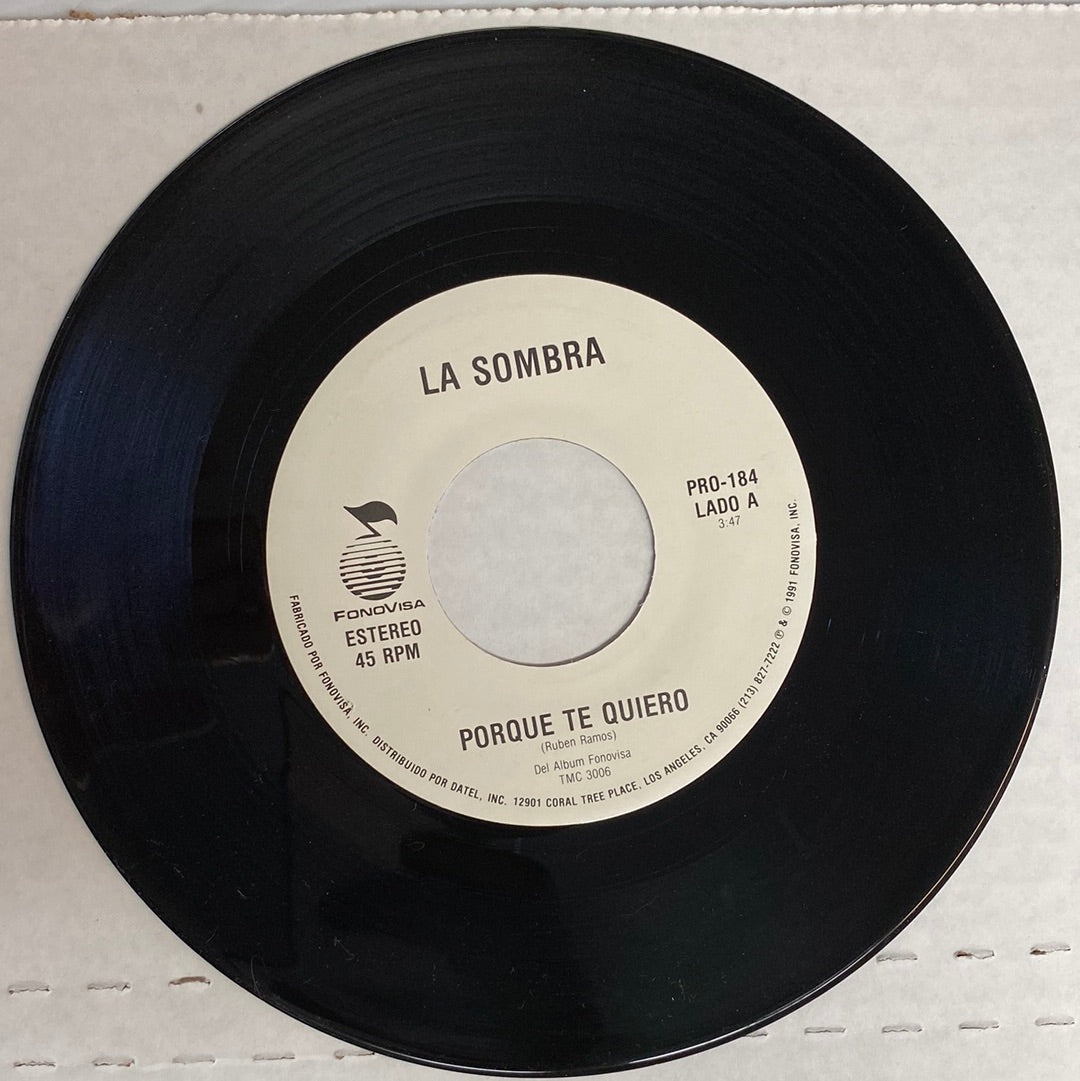 LA SOMBRA
PRO-184
LADO A
3:47
FONOVISA
ESTEREO
45 RPM
PORQUE TE QUIERO
(Ruben Ramos)
Del Album Fonovisa
TMC 3006
FABRICADO POR FONOVISA, INC. DISTRIBUIDO POR DATEL, INC. 12901 CORAL TREE PLACE, LOS ANGELES, CA 90066 (213) 827-7222 ℗ & © 1991 FONOVISA, INC.